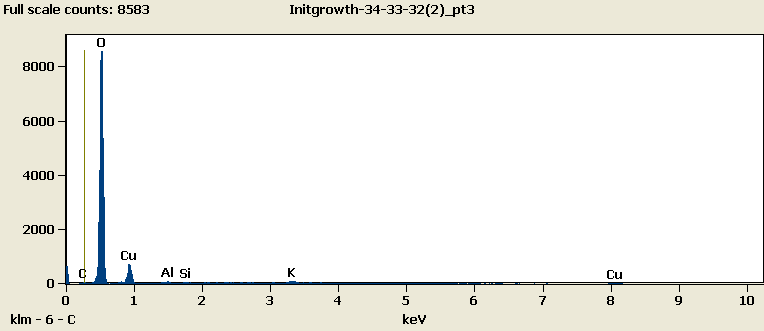 Full scale counts: 8583 Initgrowth-34-33-32(2)_pt3
O
8000
6000
4000
2000
0
C Cu Al Si K Cu
0 1 2 3 4 5 6 7 8 9 10
klm - 6 - C keV